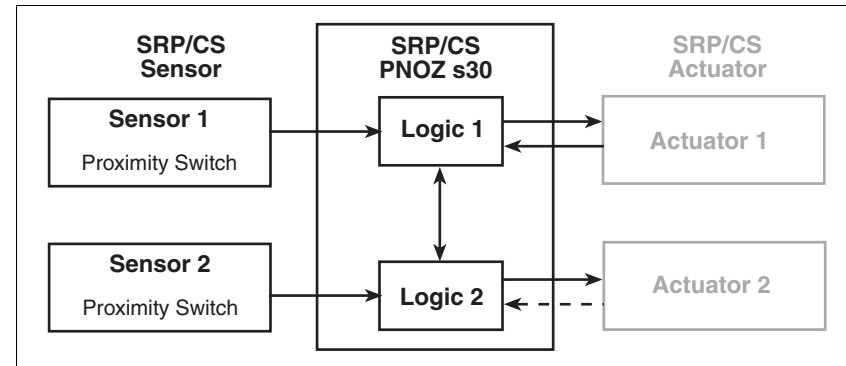 SRP/CS
Sensor
SRP/CS
PNOZ s30
SRP/CS
Actuator
Sensor 1
Proximity Switch
Logic 1
Actuator 1
Sensor 2
Proximity Switch
Logic 2
Actuator 2